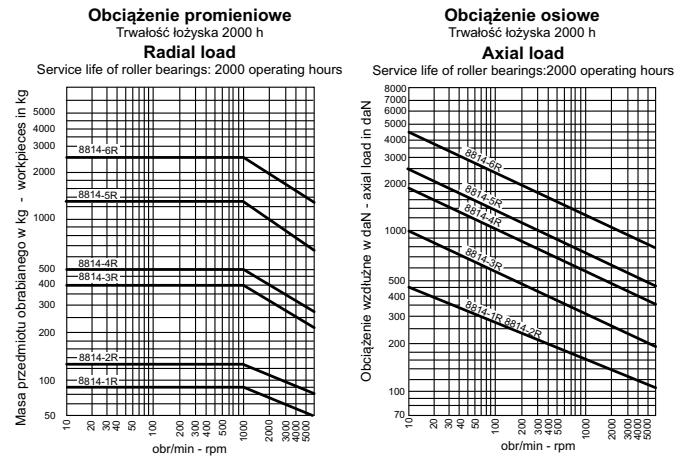 Obciążenie promieniowe
Trwałość łożyska 2000 h
Radial load
Service life of roller bearings: 2000 operating hours
Masa przedmiotu obrabianego w kg - workpieces in kg
5000
4000
3000
2000
1000
500
400
300
200
100
50
8814-6R
8814-5R
8814-4R
8814-3R
8814-2R
8814-1R
10 20 30 40 50 100 200 300 400 500 1000 2000 3000 4000 5000
obr/min - rpm
Obciążenie osiowe
Trwałość łożyska 2000 h
Axial load
Service life of roller bearings:2000 operating hours
Obciążenie wzdłużne w daN - axial load in daN
8000
7000
5000
4000
3000
2000
1000
500
400
300
200
100
70
8814-6R
8814-5R
8814-4R
8814-3R
8814-1R 8814-2R
10 20 30 40 50 100 200 300 400 500 1000 2000 3000 4000 5000
obr/min - rpm